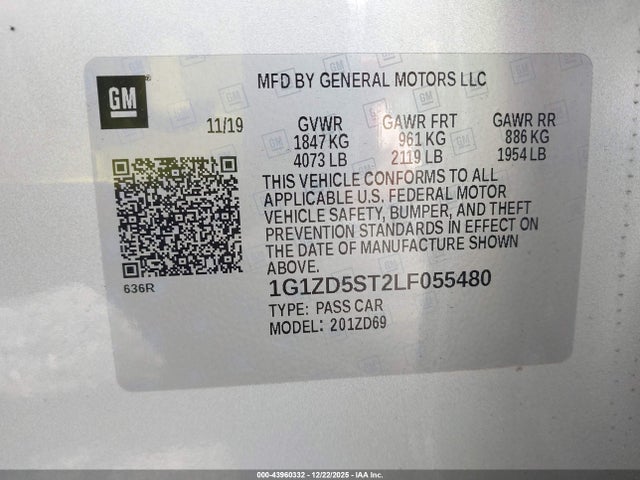 GM
MFD BY GENERAL MOTORS LLC
11/19 GVWR GAWR FRT GAWR RR
1847 KG 961 KG 886 KG
4073 LB 2119 LB 1954 LB
THIS VEHICLE CONFORMS TO ALL
APPLICABLE U.S. FEDERAL MOTOR
VEHICLE SAFETY, BUMPER, AND THEFT
PREVENTION STANDARDS IN EFFECT ON
THE DATE OF MANUFACTURE SHOWN
ABOVE.
636R
1G1ZD5ST2LF055480
TYPE: PASS CAR
MODEL: 201ZD69
000-43960332 - 12/22/2025 - IAA Inc.